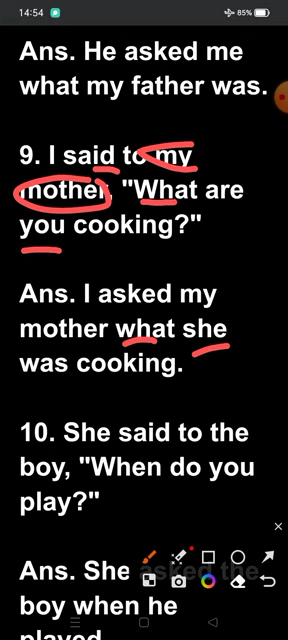 14:54
85%
Ans. He asked me
what my father was.
9. I said to my
mother, "What are
you cooking?"
Ans. I asked my
mother what she
was cooking.
10. She said to the
boy, "When do you
play?"
Ans. She asked the
boy when he
played.